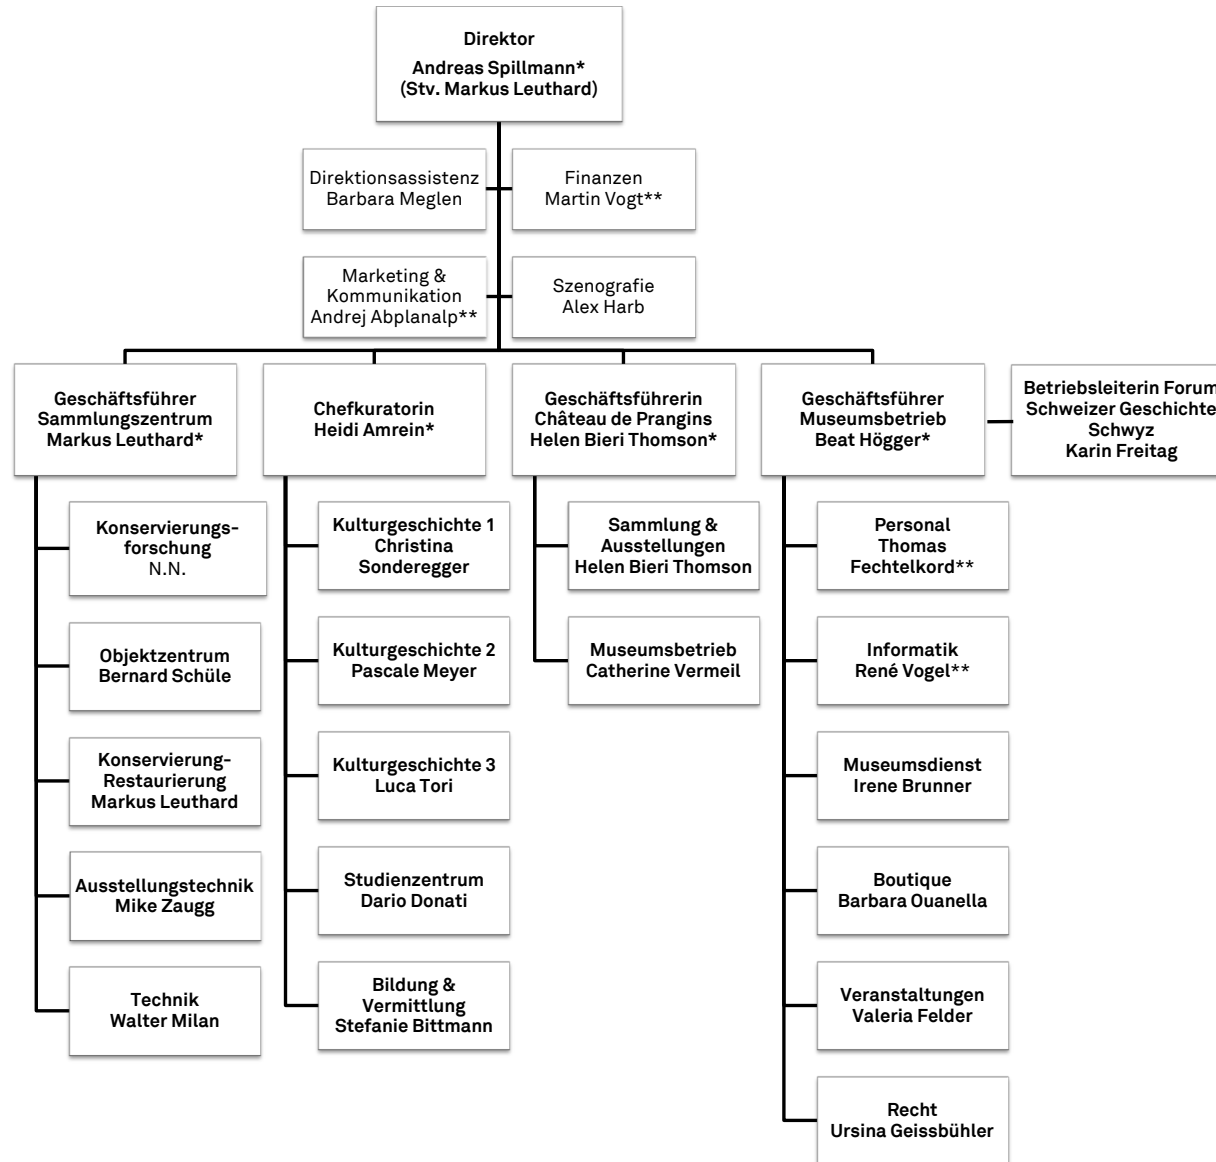 Direktor
Andreas Spillmann*
(Stv. Markus Leuthard)
Direktionsassistenz
Barbara Meglen
Finanzen
Martin Vogt**
Marketing &
Kommunikation
Andrej Abplanalp**
Szenografie
Alex Harb
Geschäftsführer
Sammlungszentrum
Markus Leuthard*
Chefkuratorin
Heidi Amrein*
Geschäftsführerin
Château de Prangins
Helen Bieri Thomson*
Geschäftsführer
Museumsbetrieb
Beat Högger*
Betriebsleiterin Forum
Schweizer Geschichte
Schwyz
Karin Freitag
Konservierungs-
forschung
N.N.
Objektzentrum
Bernard Schüle
Konservierung-
Restaurierung
Markus Leuthard
Ausstellungstechnik
Mike Zaugg
Technik
Walter Milan
Kulturgeschichte 1
Christina
Sonderegger
Kulturgeschichte 2
Pascale Meyer
Kulturgeschichte 3
Luca Tori
Studienzentrum
Dario Donati
Bildung &
Vermittlung
Stefanie Bittmann
Sammlung &
Ausstellungen
Helen Bieri Thomson
Museumsbetrieb
Catherine Vermeil
Personal
Thomas
Fechtelkord**
Informatik
René Vogel**
Museumsdienst
Irene Brunner
Boutique
Barbara Ouanella
Veranstaltungen
Valeria Felder
Recht
Ursina Geissbühler